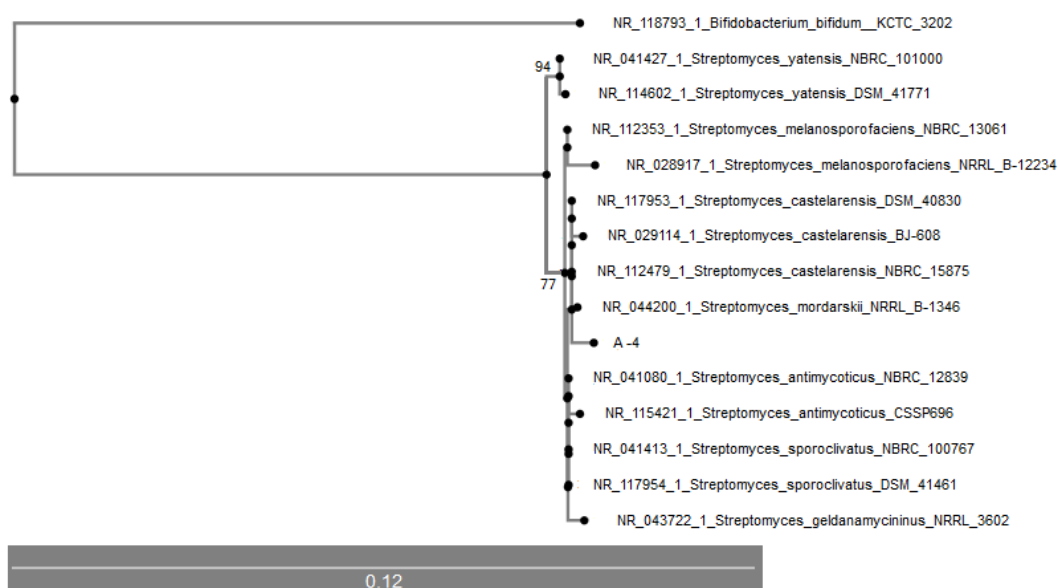 NR_118793_1_Bifidobacterium_bifidum__KCTC_3202
NR_041427_1_Streptomyces_yatensis_NBRC_101000
94
NR_114602_1_Streptomyces_yatensis_DSM_41771
NR_112353_1_Streptomyces_melanosporofaciens_NBRC_13061
NR_028917_1_Streptomyces_melanosporofaciens_NRRL_B-12234
NR_117953_1_Streptomyces_castelarensis_DSM_40830
NR_029114_1_Streptomyces_castelarensis_BJ-608
NR_112479_1_Streptomyces_castelarensis_NBRC_15875
77
NR_044200_1_Streptomyces_mordarskii_NRRL_B-1346
A -4
NR_041080_1_Streptomyces_antimycoticus_NBRC_12839
NR_115421_1_Streptomyces_antimycoticus_CSSP696
NR_041413_1_Streptomyces_sporoclivatus_NBRC_100767
NR_117954_1_Streptomyces_sporoclivatus_DSM_41461
NR_043722_1_Streptomyces_geldanamycininus_NRRL_3602
0.12